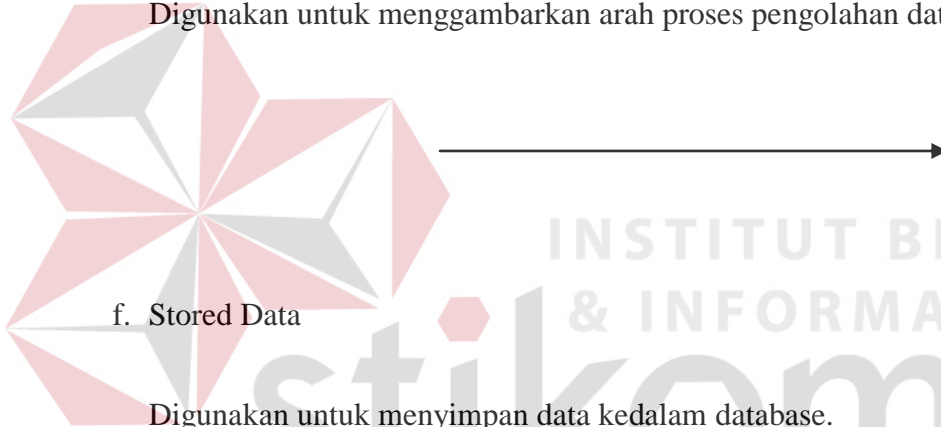 Digunakan untuk menggambarkan arah proses pengolahan dat
INSTITUT BI
f. Stored Data
& INFORMA
stikom
Digunakan untuk menyimpan data kedalam database.